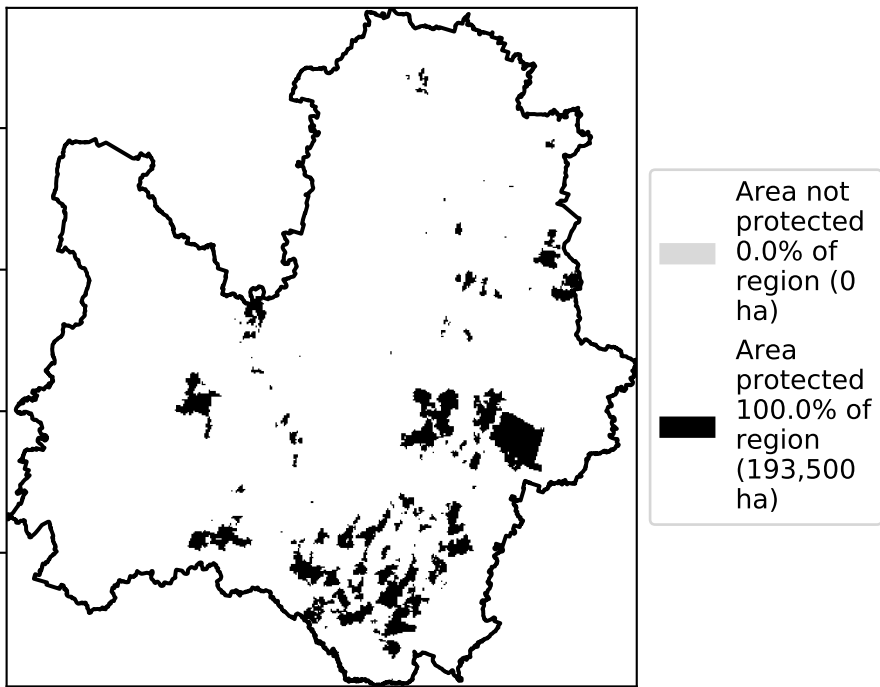 Area not
protected
0.0% of
region (0
ha)
Area
protected
100.0% of
region
(193,500
ha)